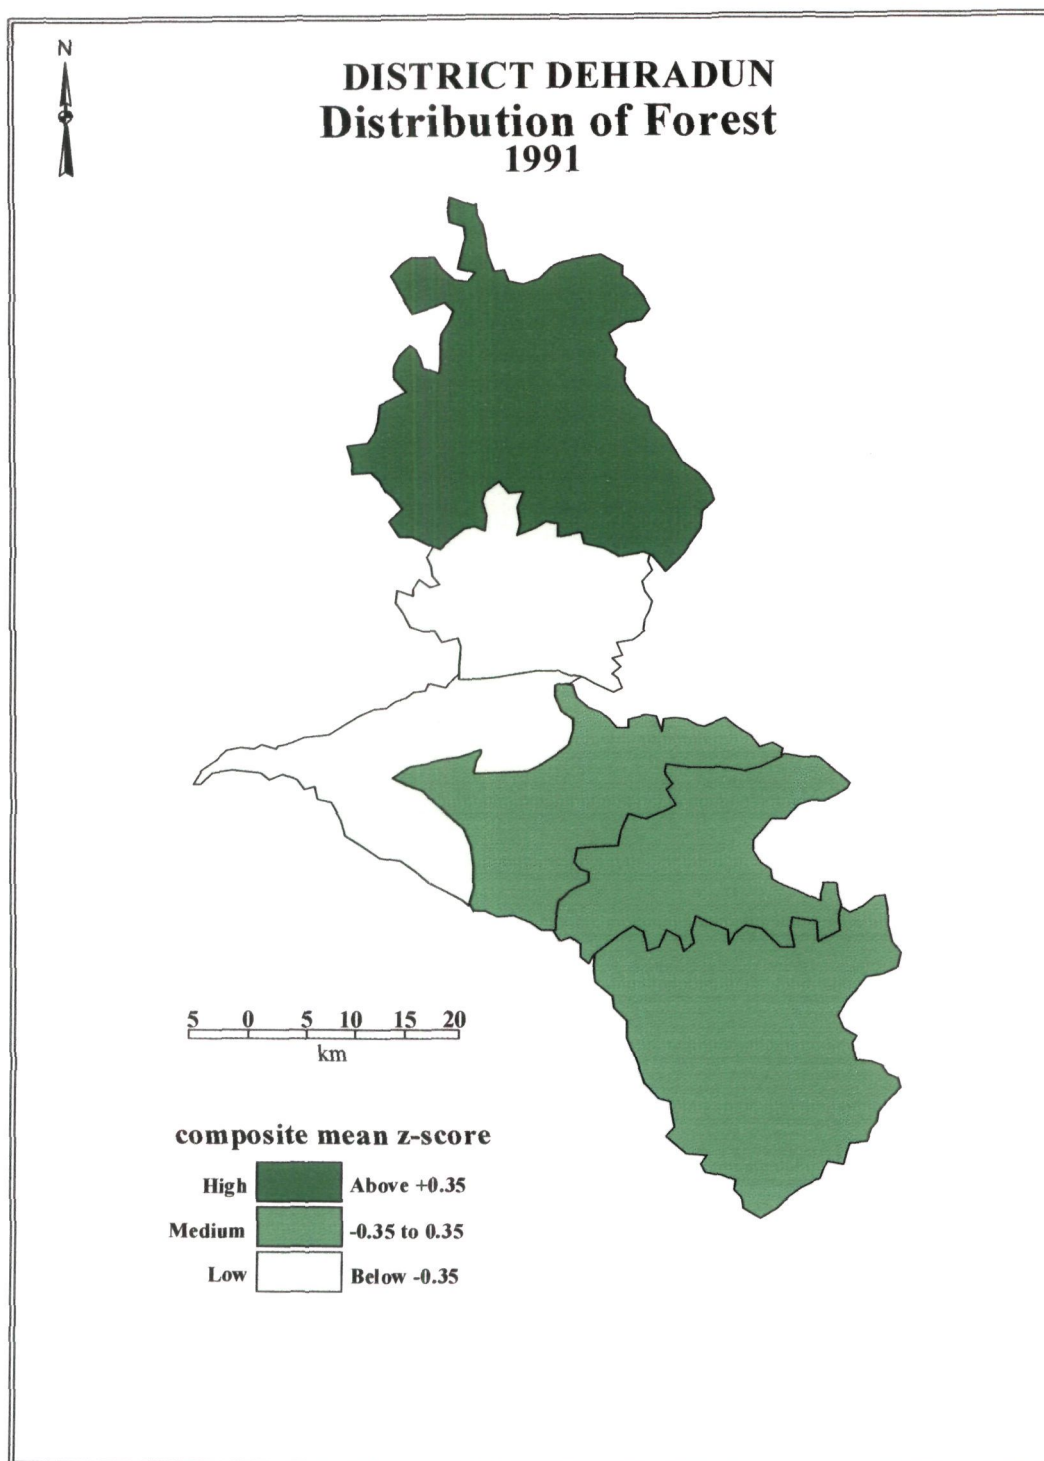 N
DISTRICT DEHRADUN
Distribution of Forest
1991
5 0 5 10 15 20
km
composite mean z-score
High Above +0.35
Medium -0.35 to 0.35
Low Below -0.35